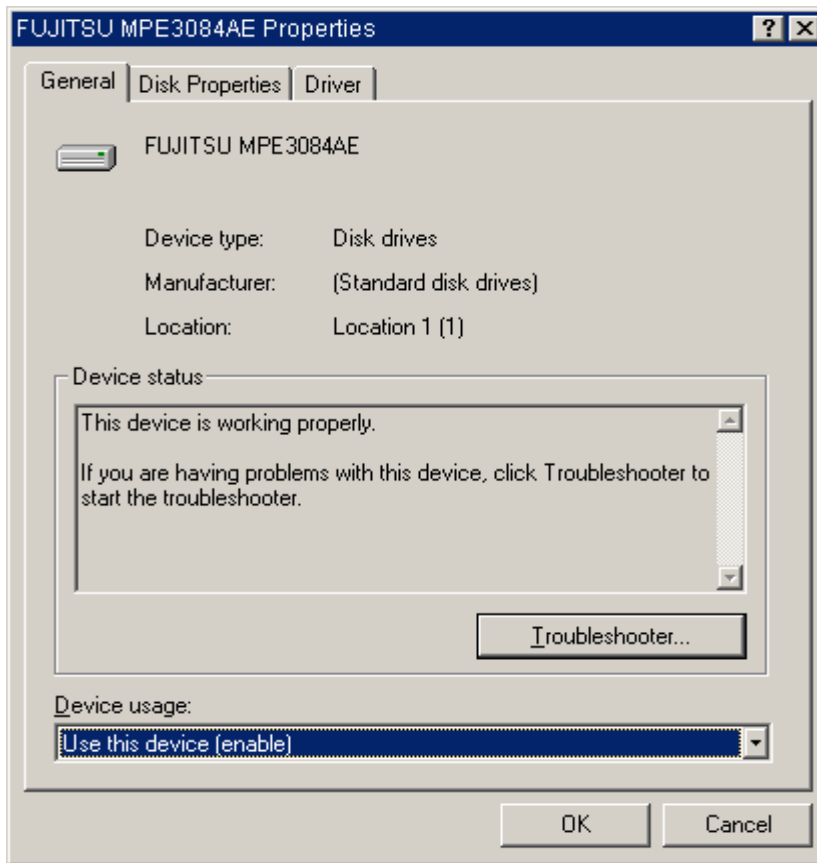 FUJITSU MPE3084AE Properties
General Disk Properties Driver
FUJITSU MPE3084AE
Device type: Disk drives
Manufacturer: (Standard disk drives)
Location: Location 1 (1)
Device status
This device is working properly.
If you are having problems with this device, click Troubleshooter to
start the troubleshooter.
Troubleshooter...
Device usage:
Use this device (enable)
OK Cancel